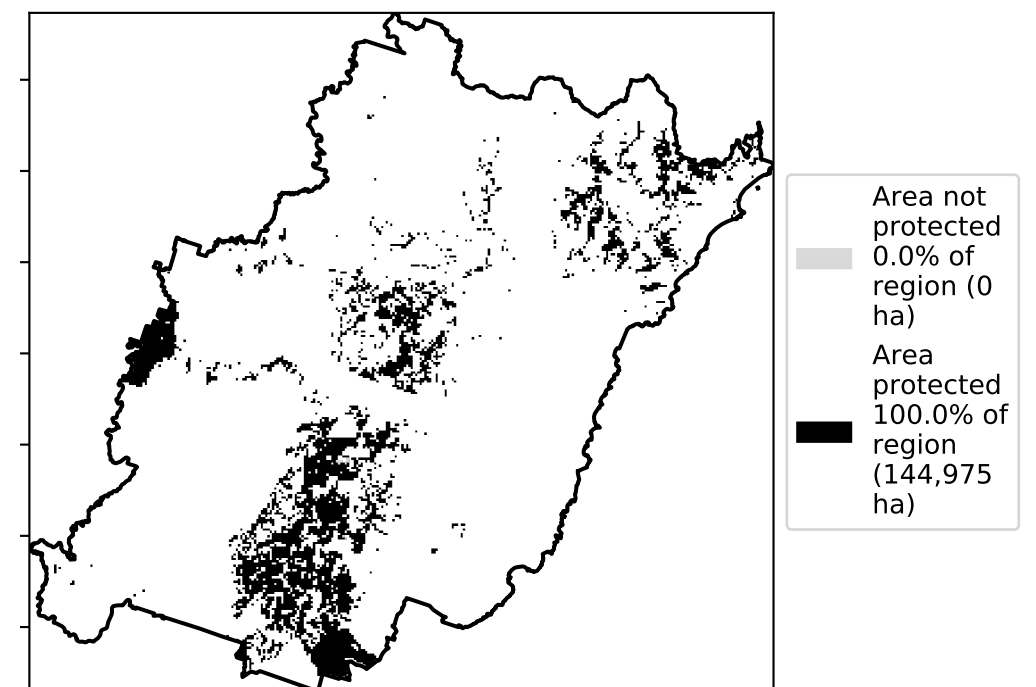 Area not
protected
0.0% of
region (0
ha)
Area
protected
100.0% of
region
(144,975
ha)